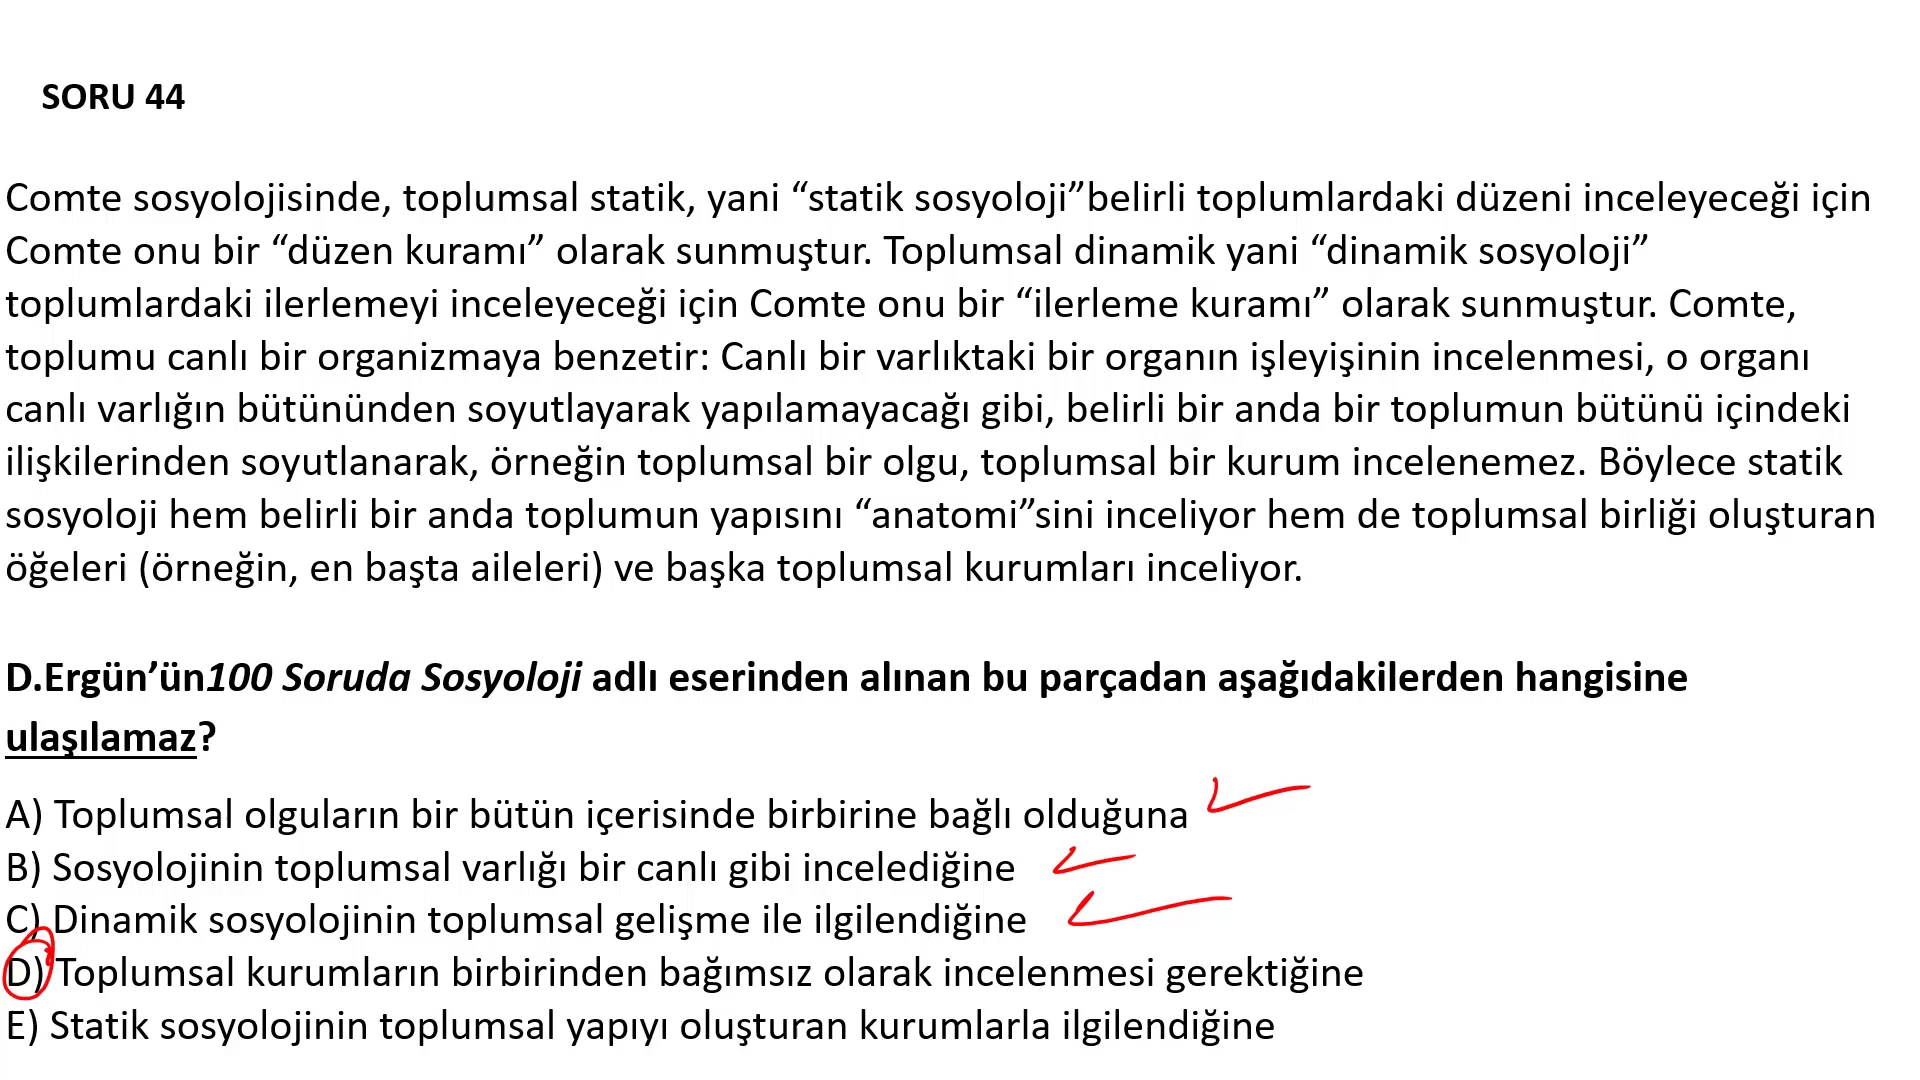 SORU 44
Comte sosyolojisinde, toplumsal statik, yani “statik sosyoloji”belirli toplumlardaki düzeni inceleyeceği için
Comte onu bir “düzen kuramı” olarak sunmuştur. Toplumsal dinamik yani “dinamik sosyoloji”
toplumlardaki ilerlemeyi inceleyeceği için Comte onu bir “ilerleme kuramı” olarak sunmuştur. Comte,
toplumu canlı bir organizmaya benzetir: Canlı bir varlıktaki bir organın işleyişinin incelenmesi, o organı
canlı varlığın bütününden soyutlayarak yapılamayacağı gibi, belirli bir anda bir toplumun bütünü içindeki
ilişkilerinden soyutlanarak, örneğin toplumsal bir olgu, toplumsal bir kurum incelenemez. Böylece statik
sosyoloji hem belirli bir anda toplumun yapısını “anatomi”sini inceliyor hem de toplumsal birliği oluşturan
öğeleri (örneğin, en başta aileleri) ve başka toplumsal kurumları inceliyor.
D.Ergün’ün100 Soruda Sosyoloji adlı eserinden alınan bu parçadan aşağıdakilerden hangisine
ulaşılamaz?
A) Toplumsal olguların bir bütün içerisinde birbirine bağlı olduğuna
B) Sosyolojinin toplumsal varlığı bir canlı gibi incelediğine
C) Dinamik sosyolojinin toplumsal gelişme ile ilgilendiğine
D) Toplumsal kurumların birbirinden bağımsız olarak incelenmesi gerektiğine
E) Statik sosyolojinin toplumsal yapıyı oluşturan kurumlarla ilgilendiğine